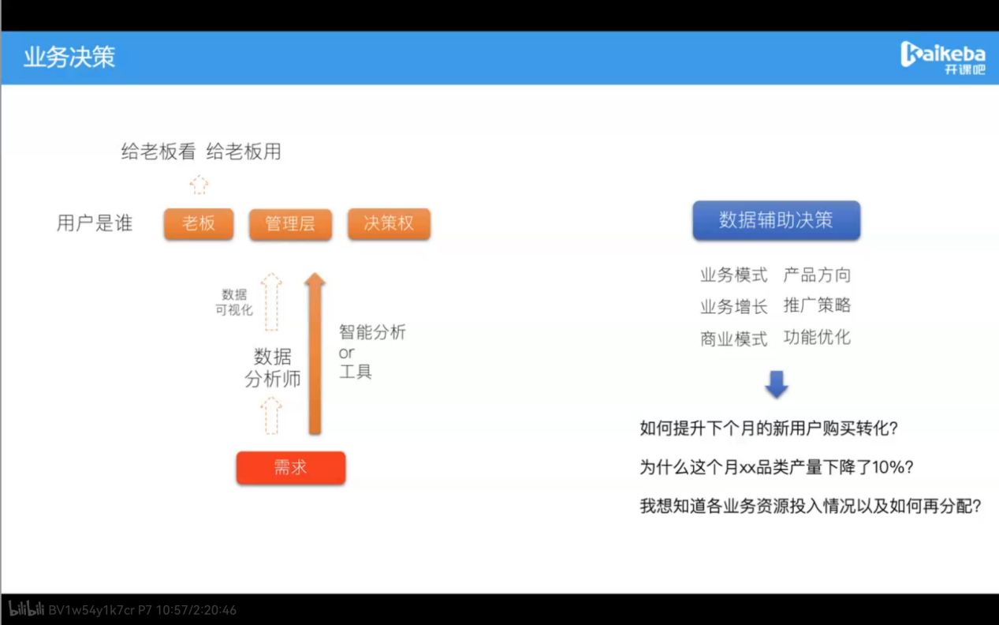 业务决策
kaikeba
开课吧
给老板看 给老板用
用户是谁
老板
管理层
决策权
数据
可视化
数据
分析师
智能分析
or
工具
需求
数据辅助决策
业务模式 产品方向
业务增长 推广策略
商业模式 功能优化
如何提升下个月的新用户购买转化?
为什么这个月xx品类产量下降了10%?
我想知道各业务资源投入情况以及如何再分配?
bilibili BV1w54y1k7cr P7 10:57/2:20:46